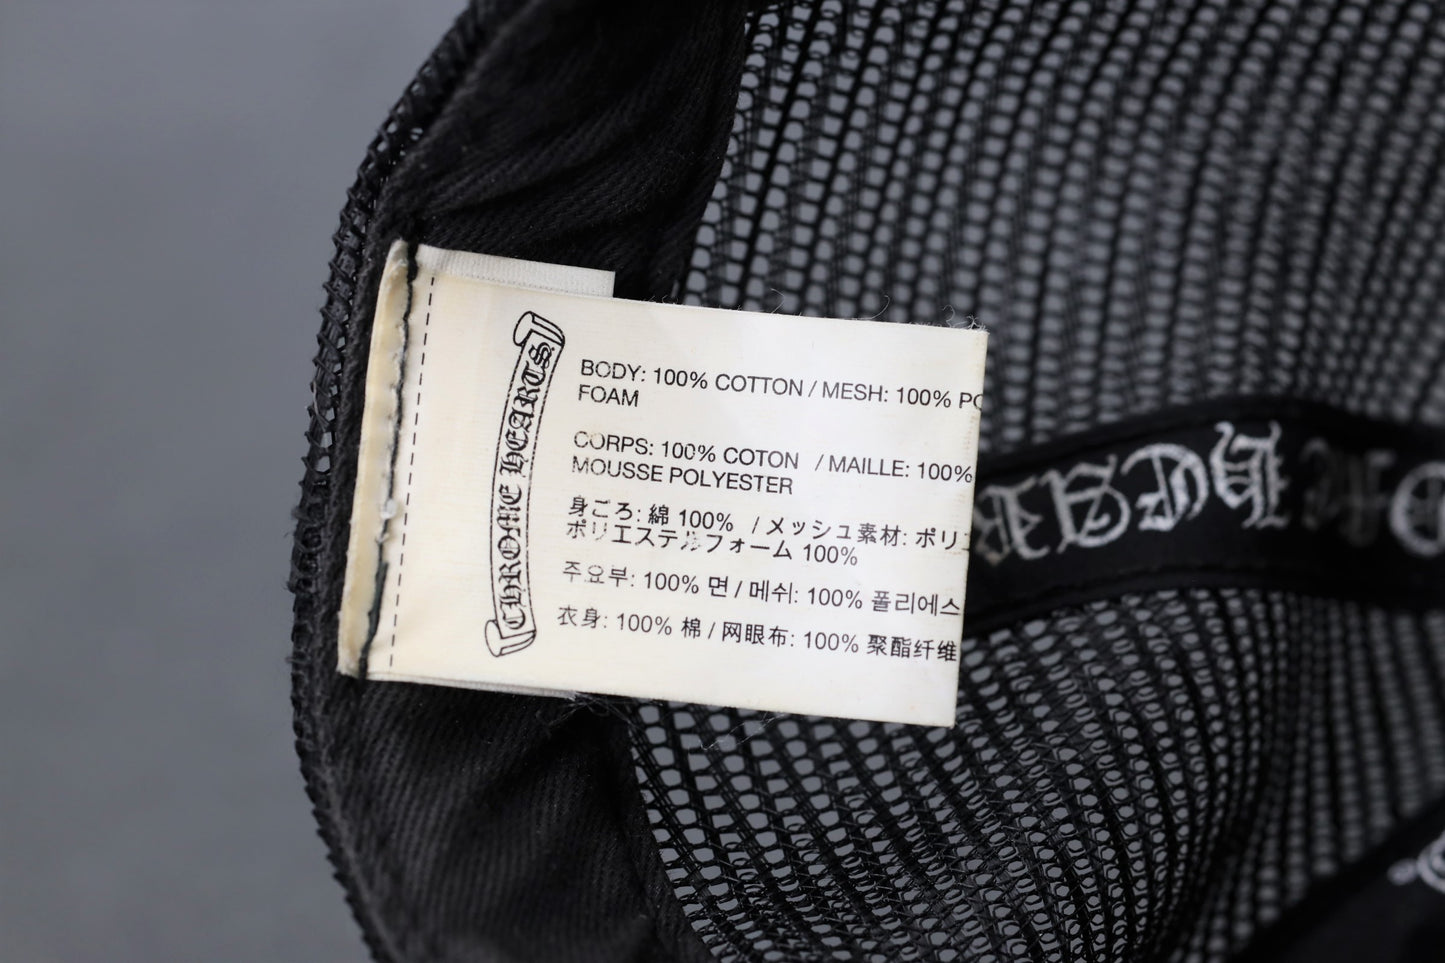 CHROME HEARTS
BODY: 100% COTTON / MESH: 100%
FOAM
CORPS: 100% COTON / MAILLE: 100%
MOUSSE POLYESTER
身ごろ: 綿 100% / メッシュ素材: ポリ
ポリエステルフォーム 100%
주요부: 100% 면 / 메쉬: 100% 폴리에스
衣身: 100% 棉 / 网眼布: 100% 聚酯纤维